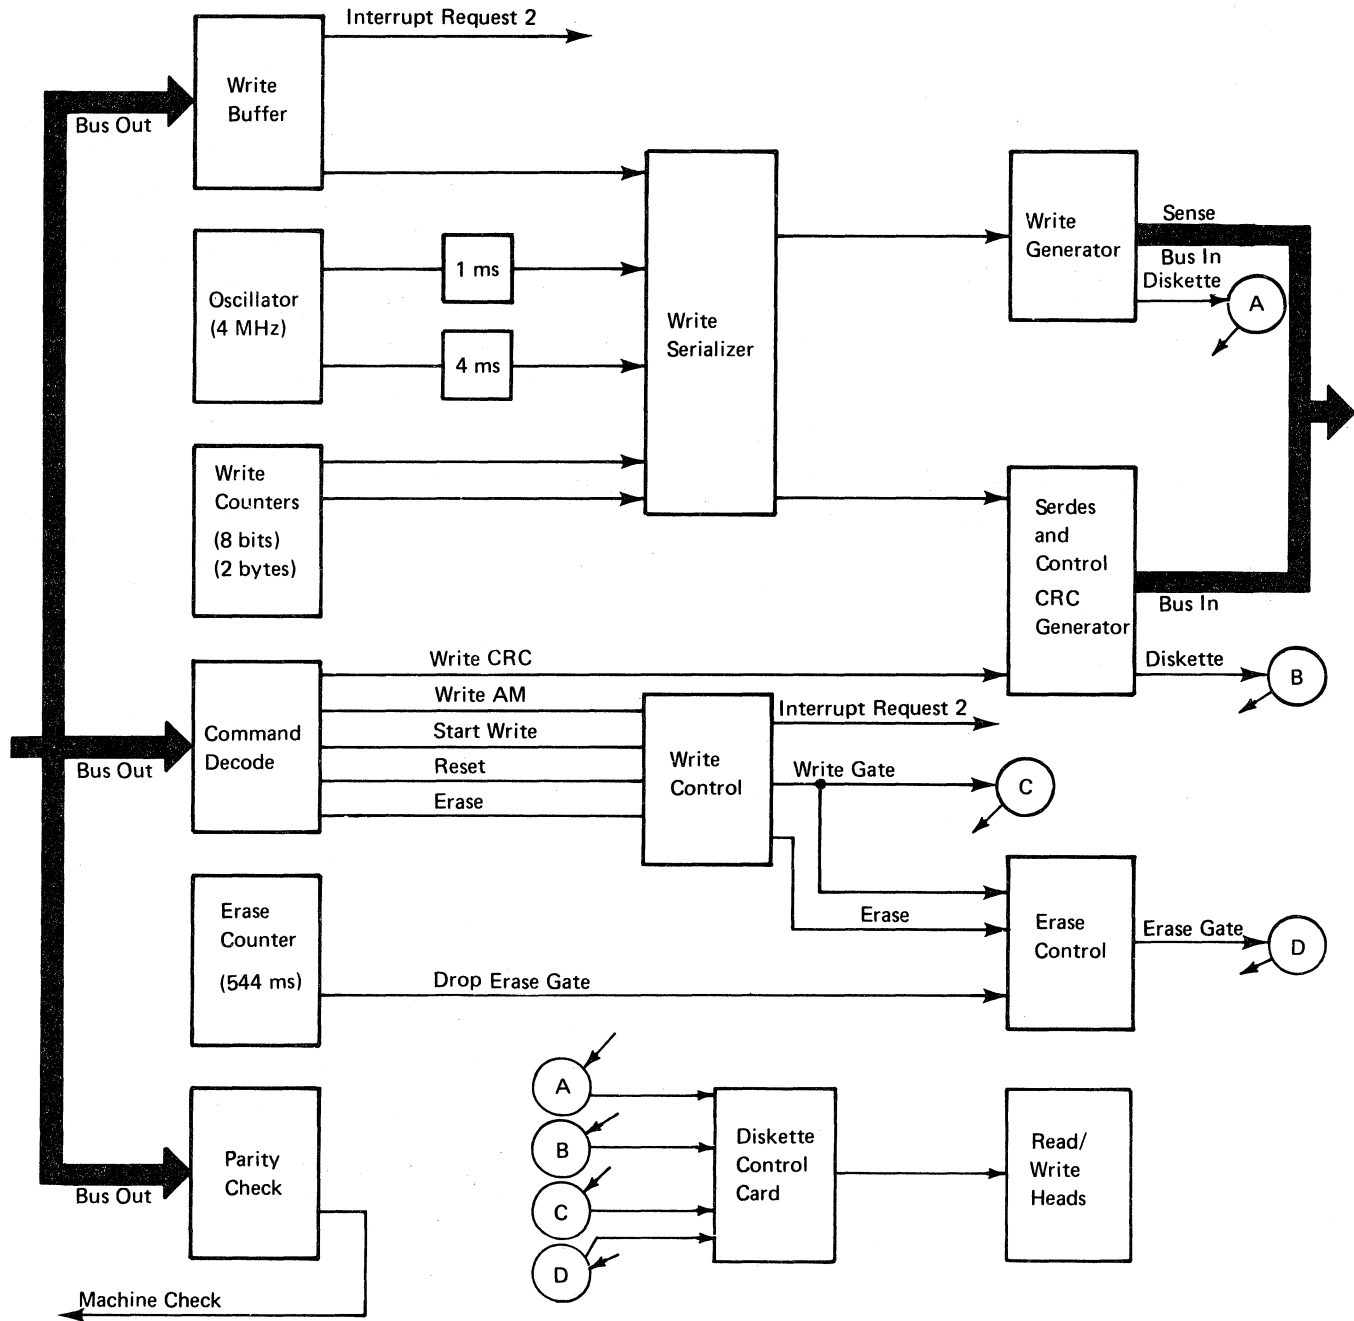 Interrupt Request 2
Write
Buffer
Bus Out
Oscillator
(4 MHz)
1 ms
4 ms
Write
Serializer
Write
Generator
Sense
Bus In
Diskette
A
Write
Counters
(8 bits)
(2 bytes)
Serdes
and
Control
CRC
Generator
Bus In
Diskette
B
Command
Decode
Bus Out
Write CRC
Write AM
Start Write
Reset
Erase
Write
Control
Interrupt Request 2
Write Gate
C
Erase
Counter
(544 ms)
Drop Erase Gate
Erase
Erase
Control
Erase Gate
D
Parity
Check
Bus Out
Machine Check
A
B
C
D
Diskette
Control
Card
Read/
Write
Heads